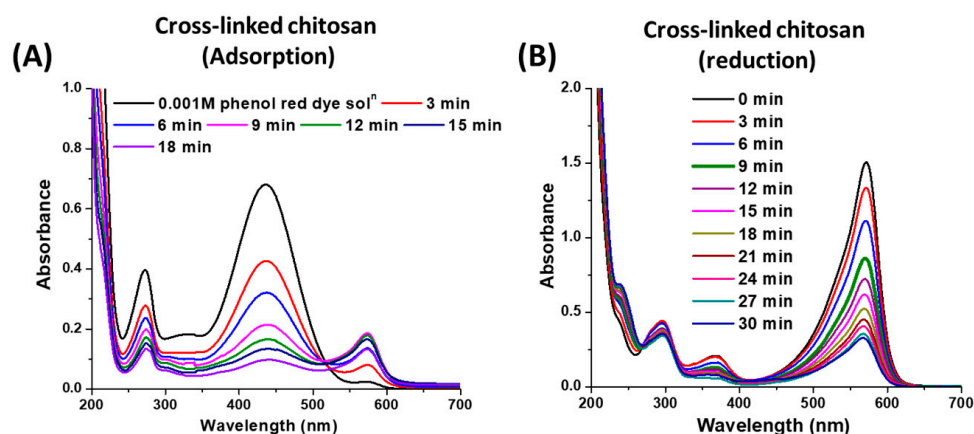 Cross-linked chitosan
(Adsorption)
(A)
0.001M phenol red dye solⁿ 3 min
6 min 9 min 12 min 15 min
18 min
1.0
0.8
0.6
0.4
0.2
0.0
Absorbance
200 300 400 500 600 700
Wavelength (nm)
Cross-linked chitosan
(reduction)
(B)
0 min
3 min
6 min
9 min
12 min
15 min
18 min
21 min
24 min
27 min
30 min
2.0
1.5
1.0
0.5
0.0
Absorbance
200 300 400 500 600 700
Wavelength (nm)